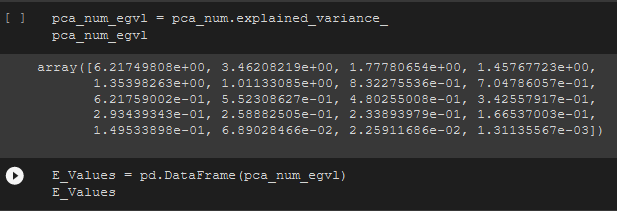 [ ] pca_num_egvl = pca_num.explained_variance_
pca_num_egvl
array([6.21749808e+00, 3.46208219e+00, 1.77780654e+00, 1.45767723e+00,
1.35398263e+00, 1.01133085e+00, 8.32275536e-01, 7.04786057e-01,
6.21759002e-01, 5.52308627e-01, 4.80255008e-01, 3.42557917e-01,
2.93439343e-01, 2.58882505e-01, 2.33893979e-01, 1.66537003e-01,
1.49533898e-01, 6.89028466e-02, 2.25911686e-02, 1.31135567e-03])
E_Values = pd.DataFrame(pca_num_egvl)
E_Values